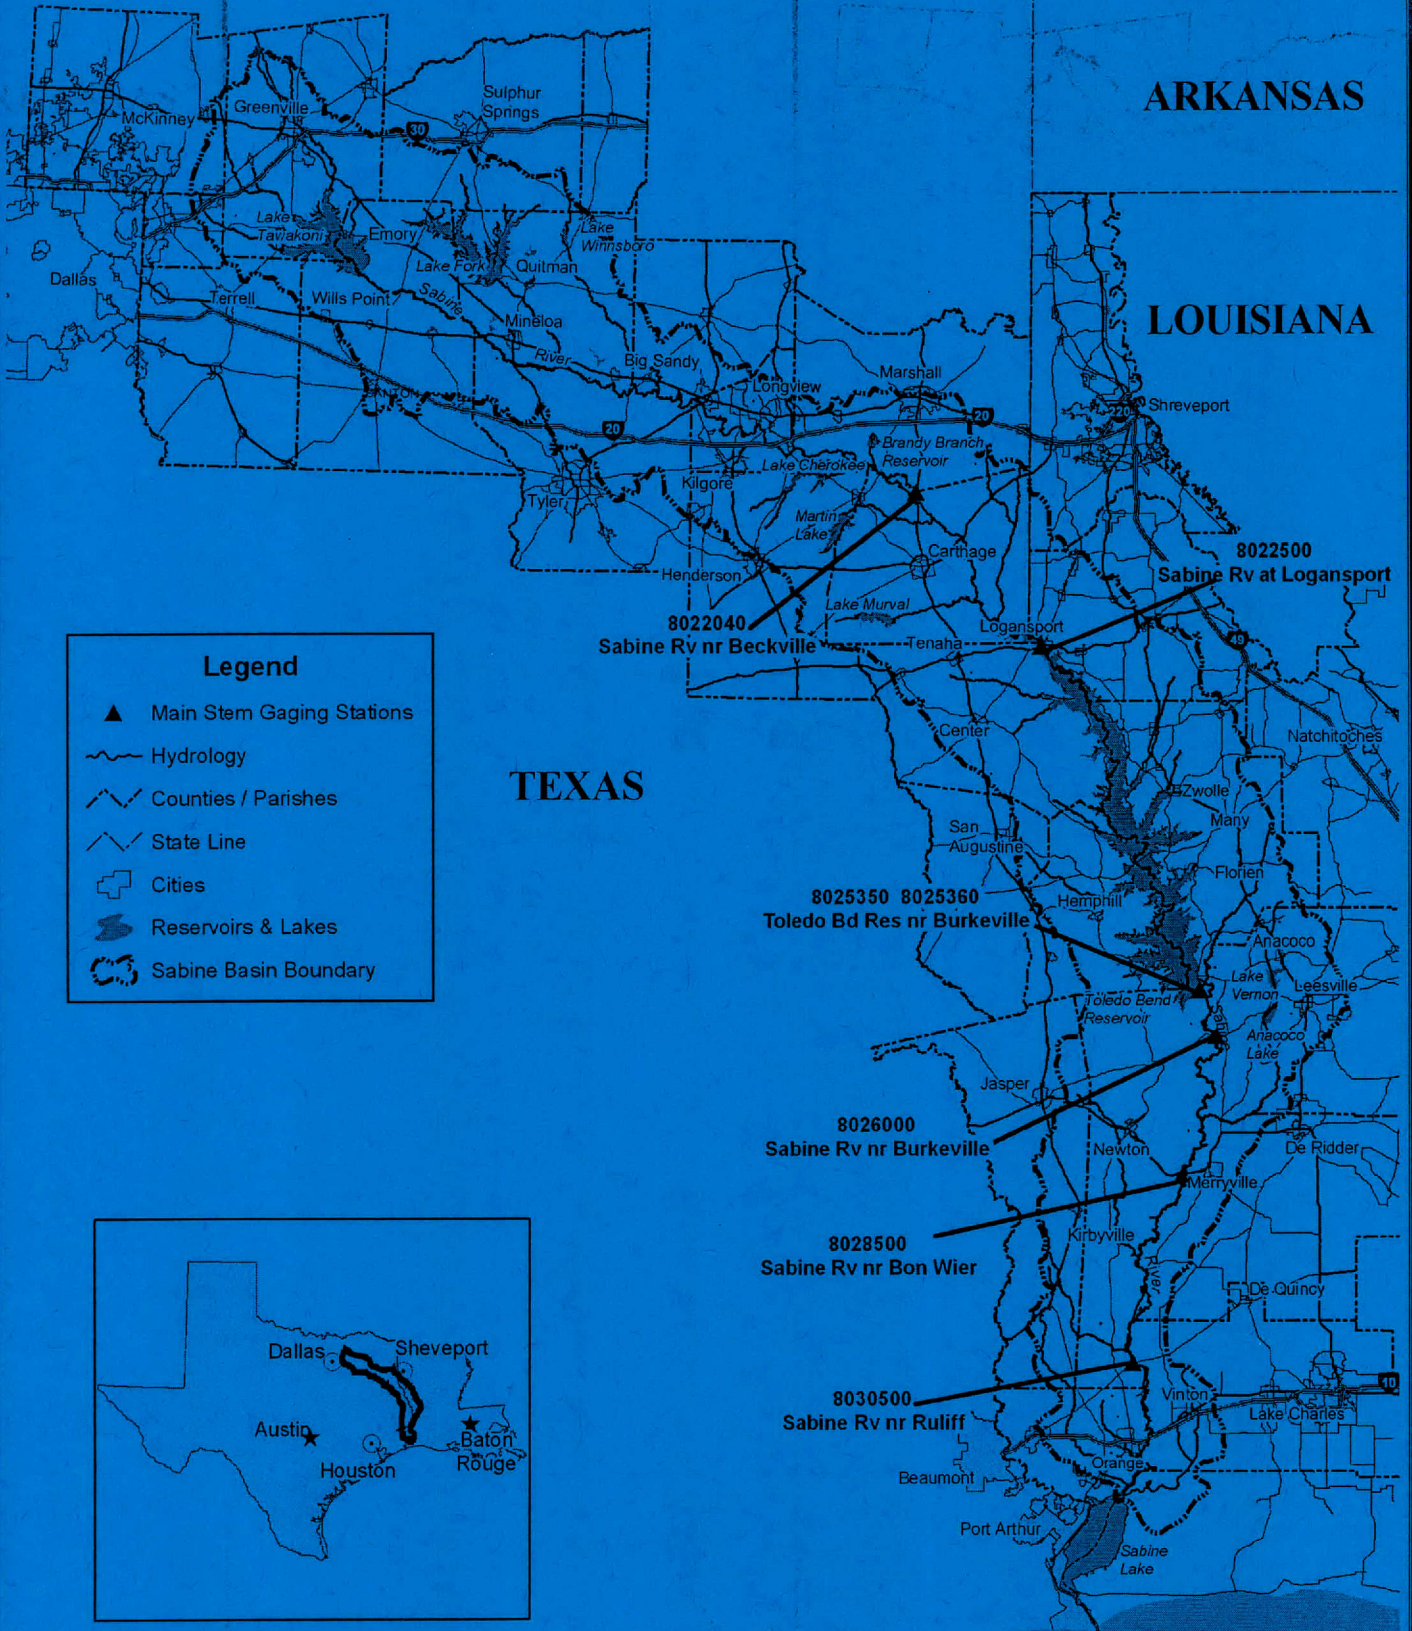 ARKANSAS
LOUISIANA
TEXAS
McKinney
Greenville
30
Sulphur
Springs
Lake
Tawakoni
Emory
Lake Fork
Quitman
Lake
Winnsboro
Dallas
Terrell
Wills Point
Sabine
River
Mineloa
Big Sandy
Longview
Marshall
20
20
220
Shreveport
Brandy Branch
Reservoir
Lake Cherokee
Kilgore
Tyler
Martin
Lake
Carthage
Henderson
Lake Murval
8022500
Sabine Rv at Logansport
8022040
Sabine Rv nr Beckville
Tenaha
Logansport
49
Natchitoches
Center
Zwolle
Many
San
Augustine
Florien
Hemphill
8025350 8025360
Toledo Bd Res nr Burkeville
Anacoco
Lake
Vernon
Leesville
Toledo Bend
Reservoir
Sabine
Anacoco
Lake
Jasper
8026000
Sabine Rv nr Burkeville
Newton
De Ridder
Merryville
Kirbyville
8028500
Sabine Rv nr Bon Wier
River
De Quincy
8030500
Sabine Rv nr Ruliff
Vinton
10
Lake Charles
Orange
Beaumont
Port Arthur
Sabine
Lake
Legend
Main Stem Gaging Stations
Hydrology
Counties / Parishes
State Line
Cities
Reservoirs & Lakes
Sabine Basin Boundary
Dallas
Sheveport
Austin
Houston
Baton
Rouge